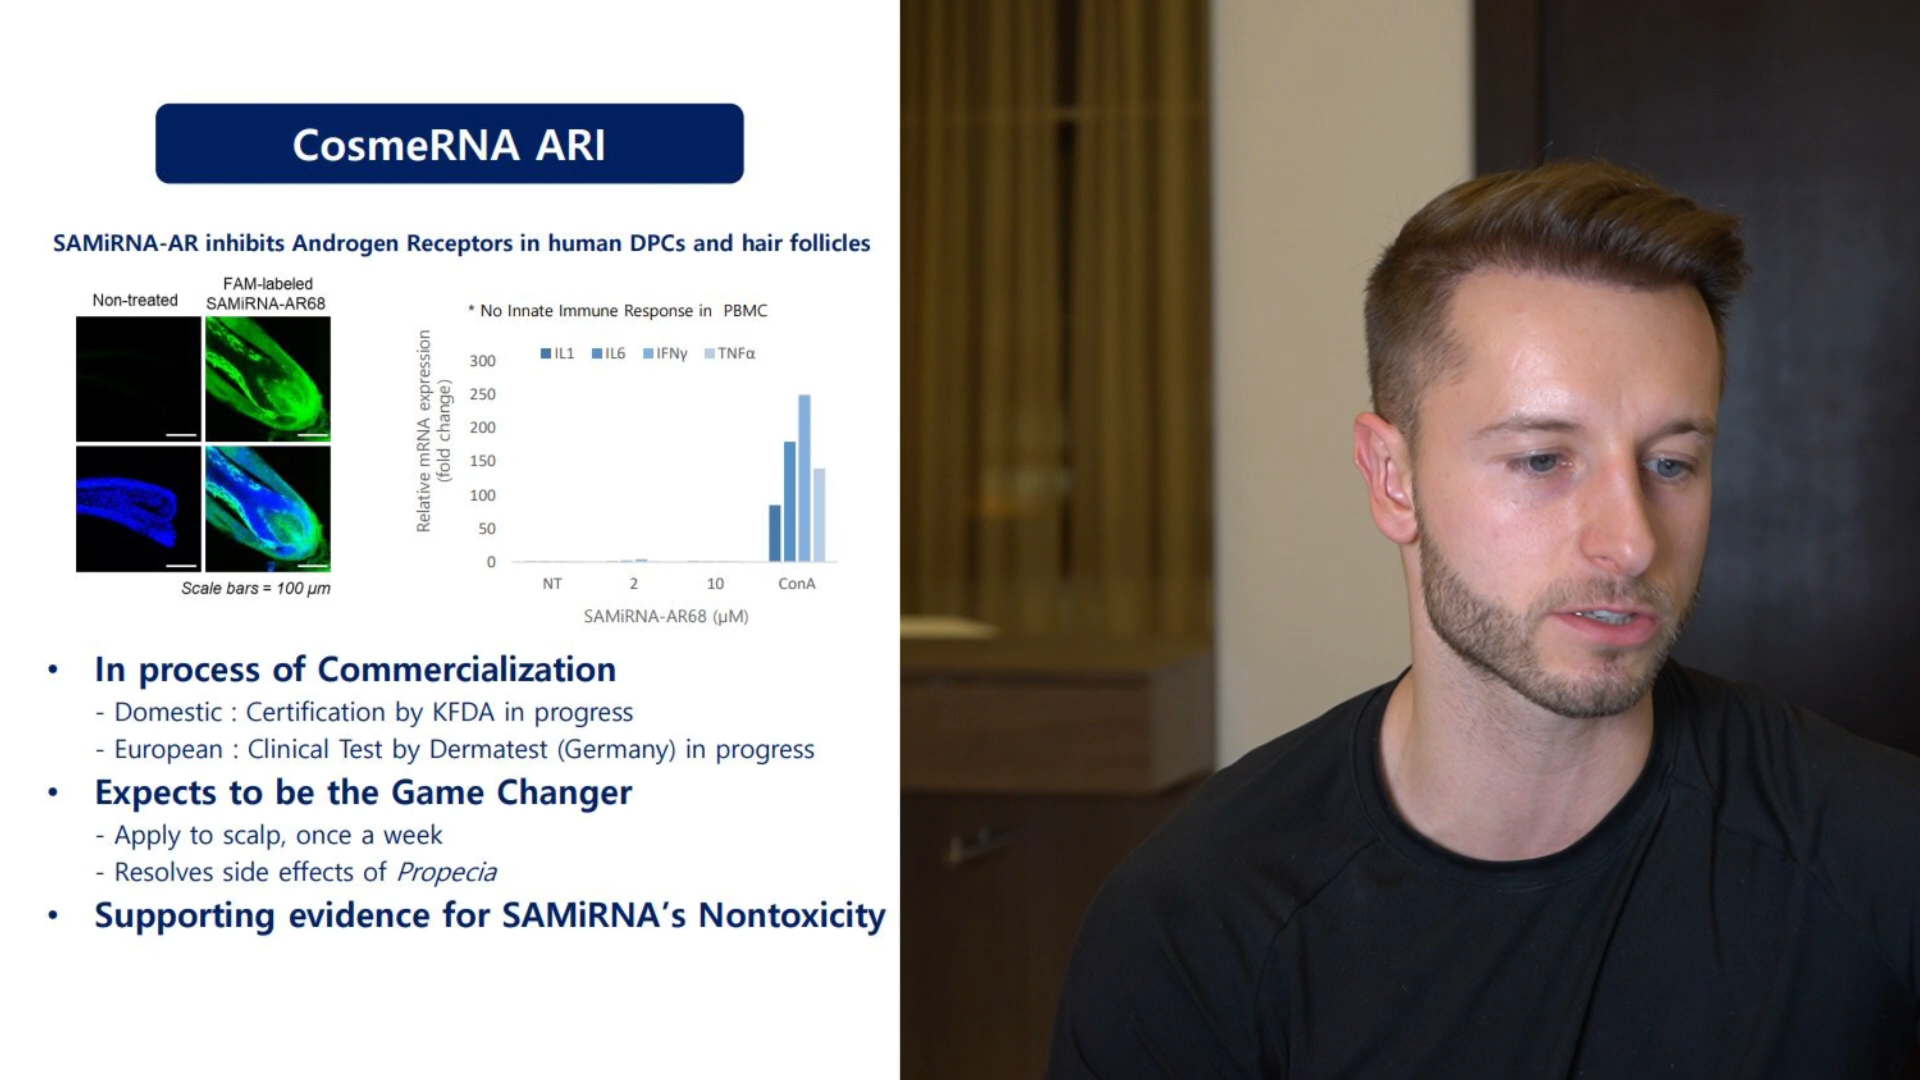 CosmeRNA ARI
SAMiRNA-AR inhibits Androgen Receptors in human DPCs and hair follicles
Non-treated
FAM-labeled
SAMiRNA-AR68
Scale bars = 100 µm
* No Innate Immune Response in PBMC
IL1 IL6 IFNγ TNFα
Relative mRNA expression
(fold change)
300
250
200
150
100
50
0
NT 2 10 ConA
SAMiRNA-AR68 (µM)
• In process of Commercialization
- Domestic : Certification by KFDA in progress
- European : Clinical Test by Dermatest (Germany) in progress
• Expects to be the Game Changer
- Apply to scalp, once a week
- Resolves side effects of Propecia
• Supporting evidence for SAMiRNA’s Nontoxicity